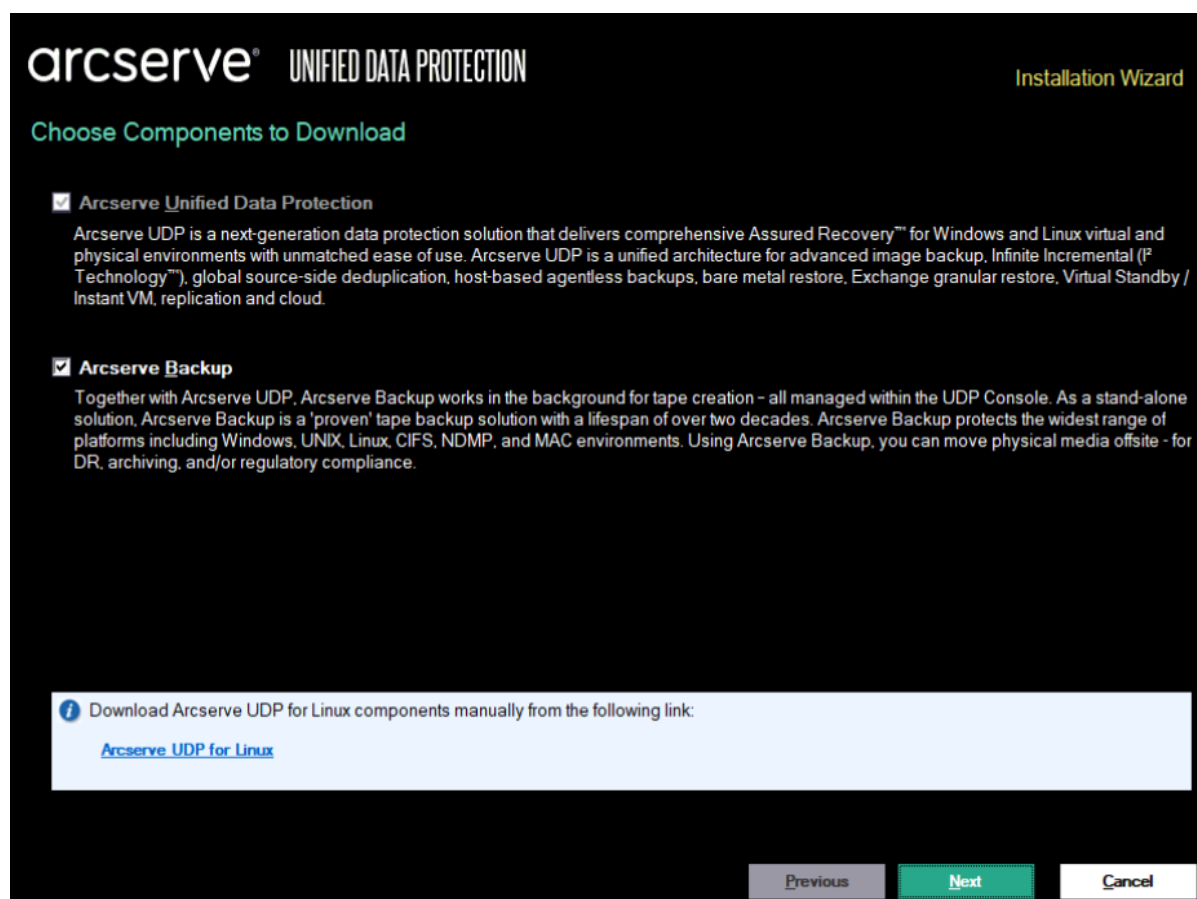 arcserve® UNIFIED DATA PROTECTION
Installation Wizard
Choose Components to Download
Arcserve Unified Data Protection
Arcserve UDP is a next-generation data protection solution that delivers comprehensive Assured Recovery™ for Windows and Linux virtual and
physical environments with unmatched ease of use. Arcserve UDP is a unified architecture for advanced image backup, Infinite Incremental (I²
Technology™), global source-side deduplication, host-based agentless backups, bare metal restore, Exchange granular restore, Virtual Standby /
Instant VM, replication and cloud.
Arcserve Backup
Together with Arcserve UDP, Arcserve Backup works in the background for tape creation – all managed within the UDP Console. As a stand-alone
solution, Arcserve Backup is a 'proven' tape backup solution with a lifespan of over two decades. Arcserve Backup protects the widest range of
platforms including Windows, UNIX, Linux, CIFS, NDMP, and MAC environments. Using Arcserve Backup, you can move physical media offsite - for
DR, archiving, and/or regulatory compliance.
Download Arcserve UDP for Linux components manually from the following link:
Arcserve UDP for Linux
Previous Next Cancel